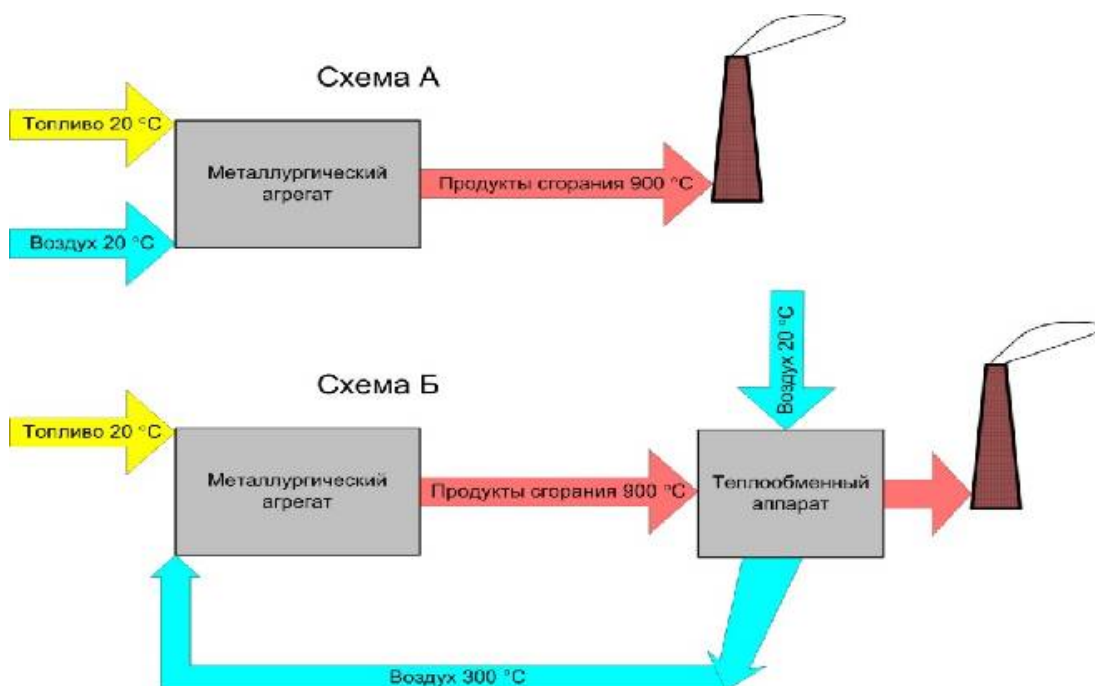 Схема А
Топливо 20 °C
Металлургический
агрегат
Продукты сгорания 900 °C
Воздух 20 °C
Воздух 20 °C
Схема Б
Топливо 20 °C
Металлургический
агрегат
Продукты сгорания 900 °C
Теплообменный
аппарат
Воздух 300 °C